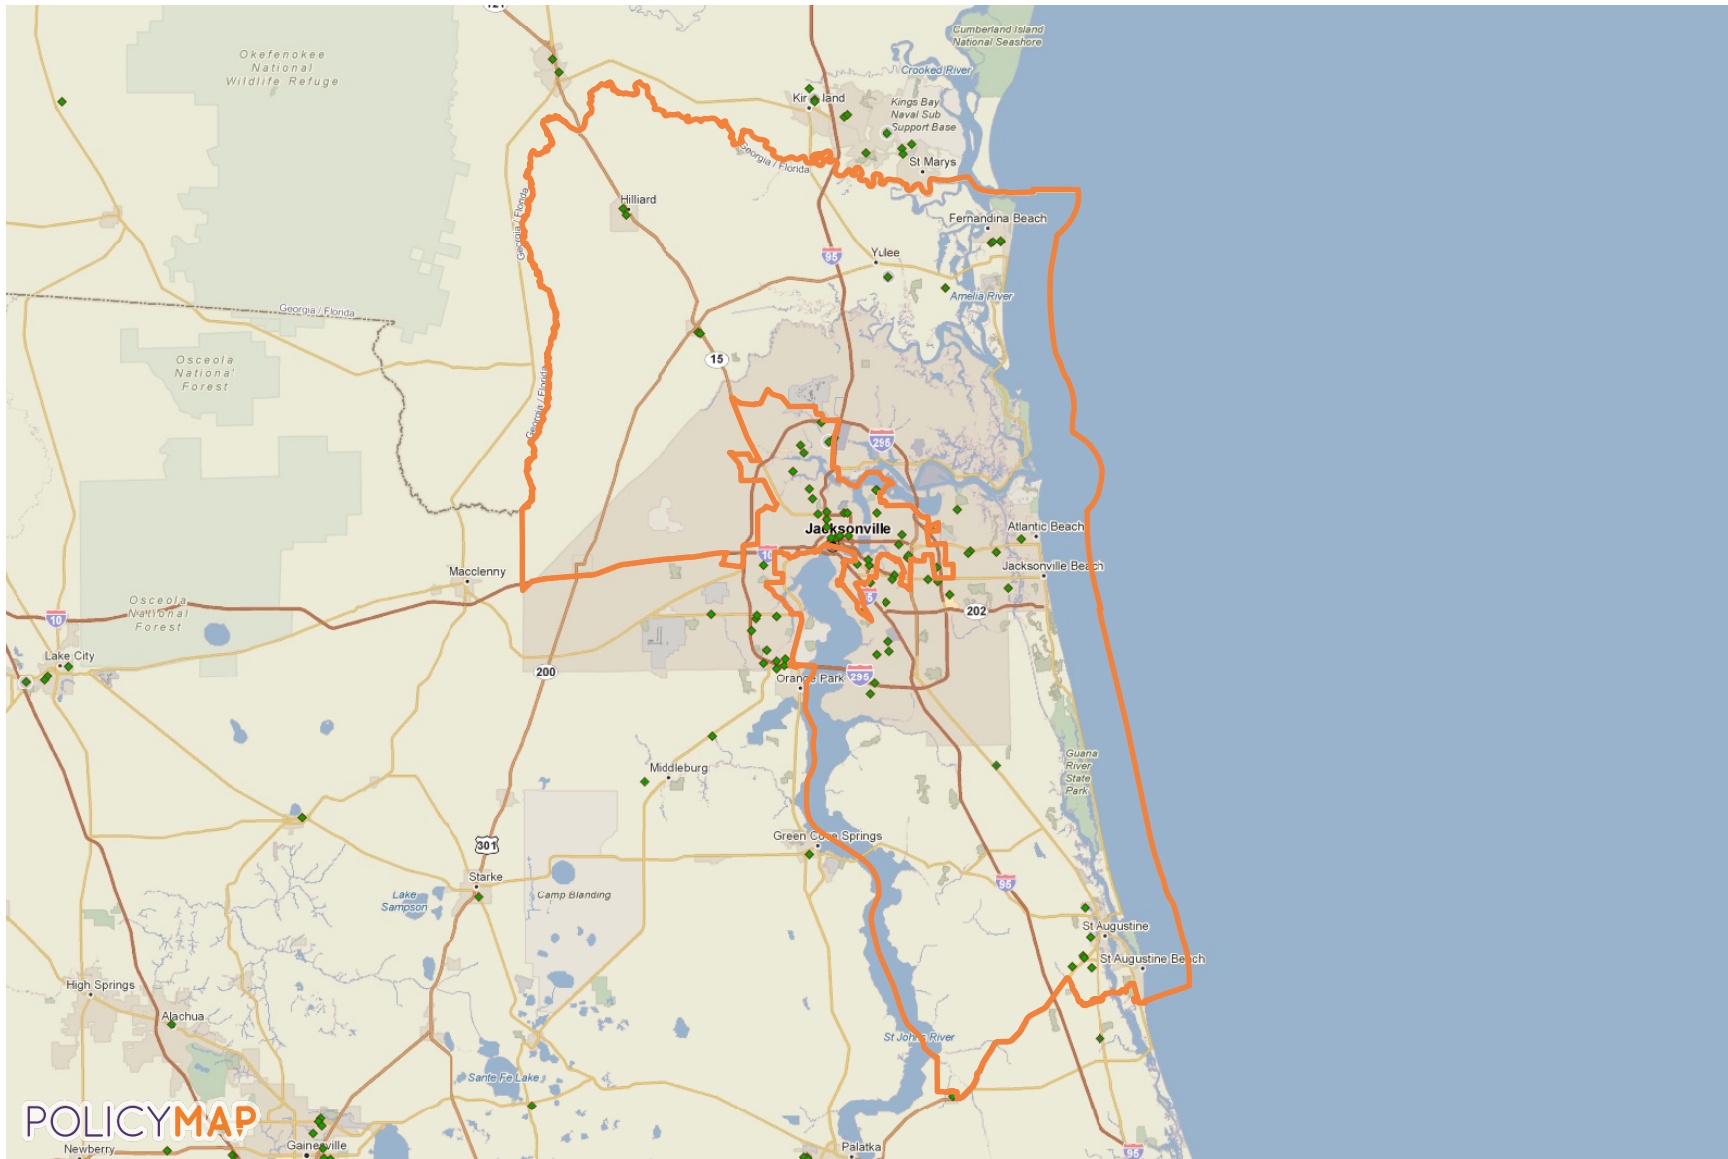 121
Cumberland Island
National Seashore
Okefenokee
National
Wildlife Refuge
Crooked River
Kings Bay
Naval Sub
Support Base
St Marys
Georgia / Florida
Hilliard
Georgia / Florida
Fernandina Beach
95
Yulee
Amelia River
Georgia / Florida
15
Osceola
National
Forest
Georgia / Florida
295
Jacksonville
Atlantic Beach
10
Jacksonville Beach
Macclenny
Osceola
National
Forest
202
10
Lake City
200
295
Orange Park
Guana
River
State
Park
Middleburg
Green Cove Springs
301
Starke
95
Lake
Sampson
Camp Blanding
St Augustine
St Augustine Beach
High Springs
Alachua
St Johns River
Sante Fe Lake
POLICYMAP
Newberry
Gainesville
Palatka
95